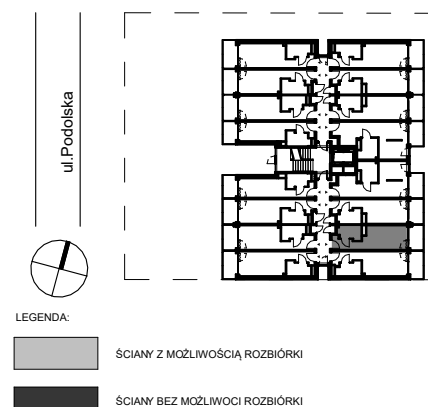 ul.Podolska
LEGENDA:
ŚCIANY Z MOŻLIWOŚCIĄ ROZBIÓRKI
ŚCIANY BEZ MOŻLIWOCI ROZBIÓRKI